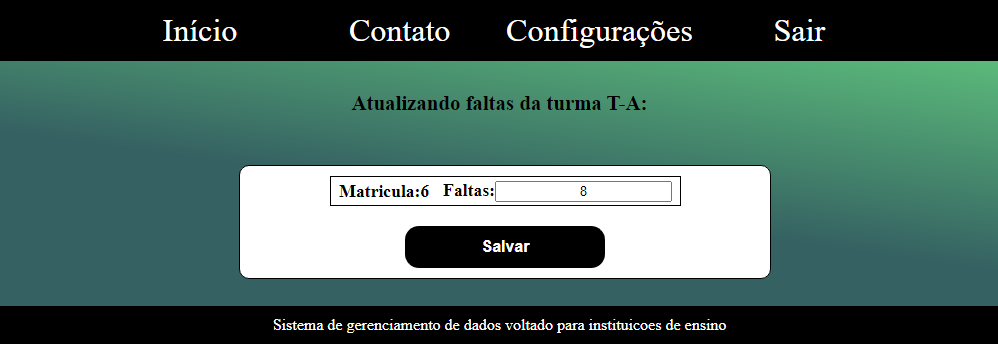 Início Contato Configurações Sair
Atualizando faltas da turma T-A:
Matricula:6 Faltas: 8
Salvar
Sistema de gerenciamento de dados voltado para instituicoes de ensino